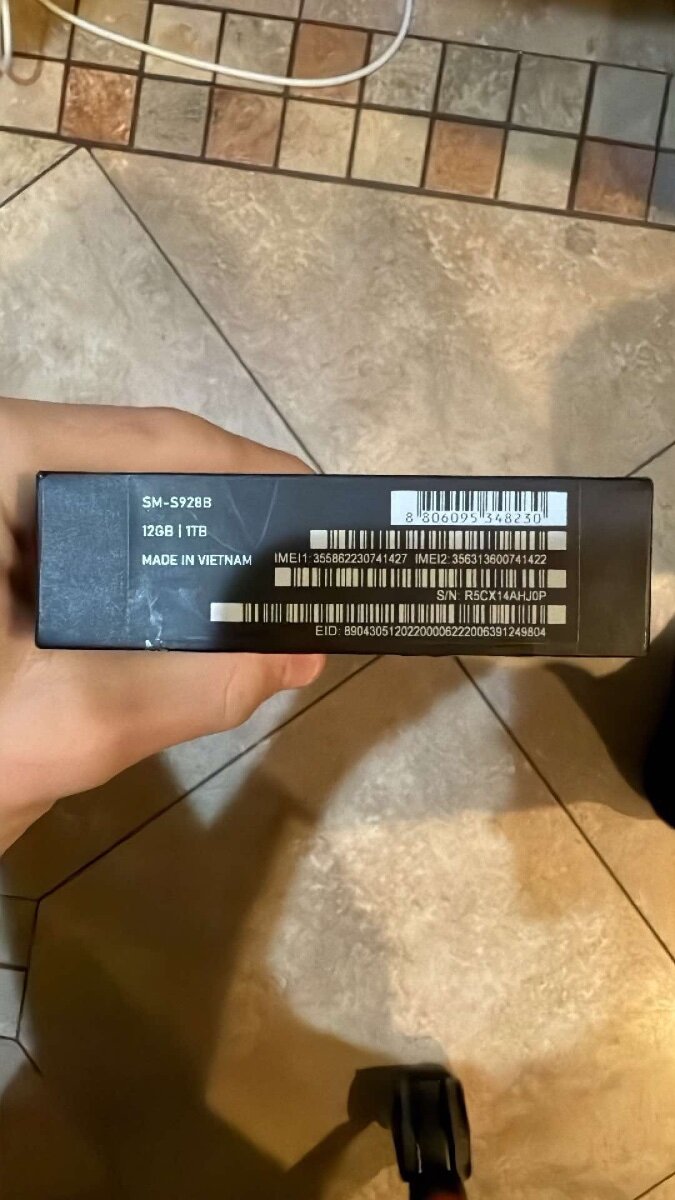 SM-S928B
8 806095 348230
12GB | 1TB
MADE IN VIETNAM
IMEI1: 355862230741427 IMEI2: 356313600741422
S/N: R5CX14AHJ0P
EID: 89043051202200006222006391249804